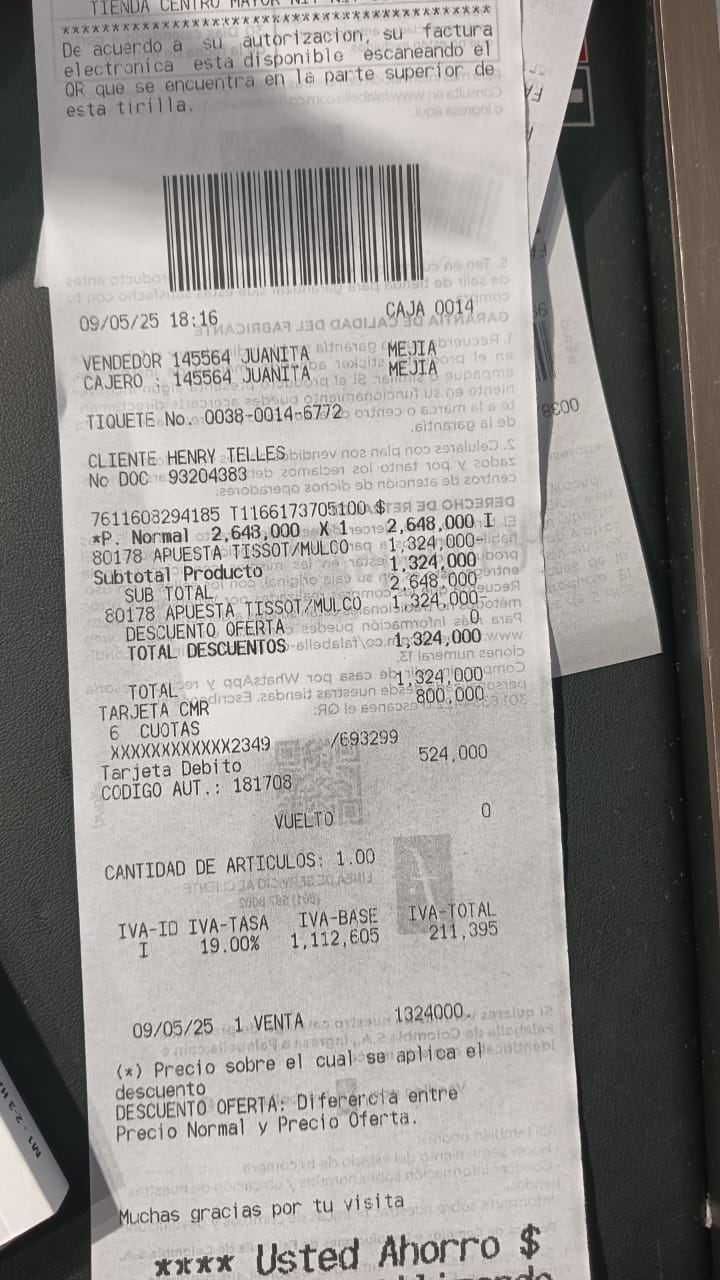 TIENDA CENTRO MAYOR
****************************************
De acuerdo a su autorizacion, su factura
electronica esta disponible escaneando el
QR que se encuentra en la parte superior de
esta tirilla.
09/05/25 18:16 CAJA 0014
VENDEDOR 145564 JUANITA MEJIA
CAJERO : 145564 JUANITA MEJIA
TIQUETE No. 0038-0014-6772
0038
CLIENTE HENRY TELLES
No DOC 93204383
7611608294185 T1166173705100 $
*P. Normal 2,648,000 X 1 2,648,000 I
80178 APUESTA TISSOT/MULCO 1,324,000-
Subtotal Producto 1,324,000
SUB TOTAL 2,648,000
80178 APUESTA TISSOT/MULCO 1,324,000-
DESCUENTO OFERTA 0
TOTAL DESCUENTOS 1,324,000
TOTAL 1,324,000
TARJETA CMR 800,000
6 CUOTAS
XXXXXXXXXXXX2349 /693299
Tarjeta Debito 524,000
CODIGO AUT.: 181708
VUELTO 0
CANTIDAD DE ARTICULOS: 1.00
IVA-ID IVA-TASA IVA-BASE IVA-TOTAL
I 19.00% 1,112,605 211,395
09/05/25 1 VENTA 1324000.
(*) Precio sobre el cual se aplica el
descuento
DESCUENTO OFERTA: Diferencia entre
Precio Normal y Precio Oferta.
Muchas gracias por tu visita
**** Usted Ahorro $